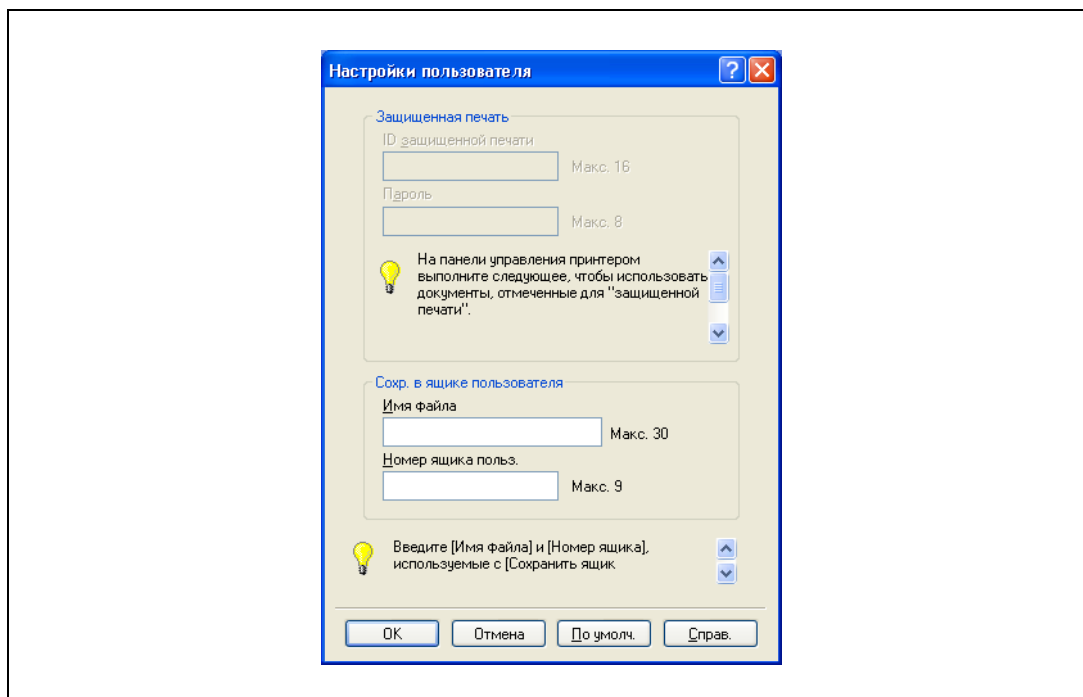 Настройки пользователя
Защищенная печать
ID защищенной печати
Макс. 16
Пароль
Макс. 8
На панели управления принтером
выполните следующее, чтобы использовать
документы, отмеченные для "защищенной
печати".
Сохр. в ящике пользователя
Имя файла
Макс. 30
Номер ящика польз.
Макс. 9
Введите [Имя файла] и [Номер ящика],
используемые с [Сохранить ящик
OK
Отмена
По умолч.
Справ.